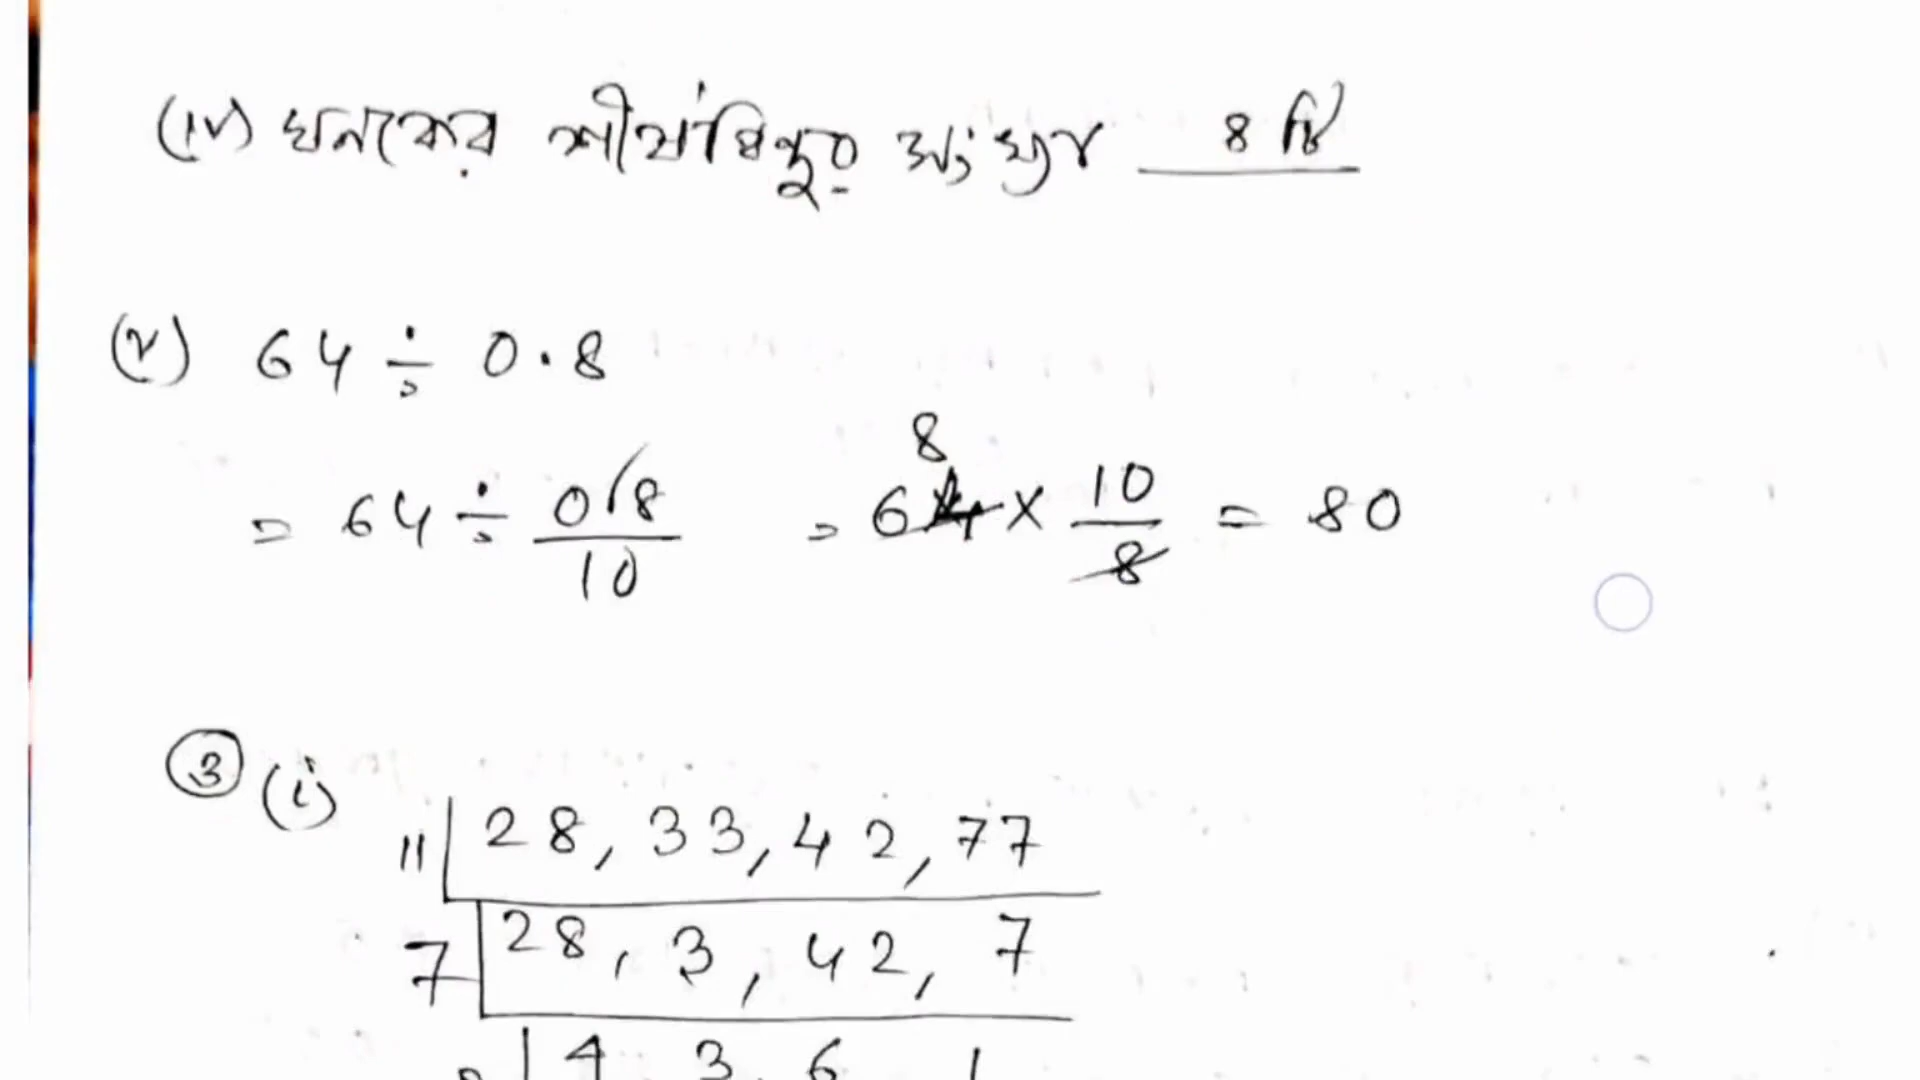 (iv) ঘনকের শীর্ষবিন্দুর সংখ্যা 8 টি
(v) 64 ÷ 0.8
= 64 ÷ 08/10 = 64 × 10/8 = 80
8
③ (i)
11 | 28, 33, 42, 77
7 | 28, 3, 42, 7
4 3, 6 1